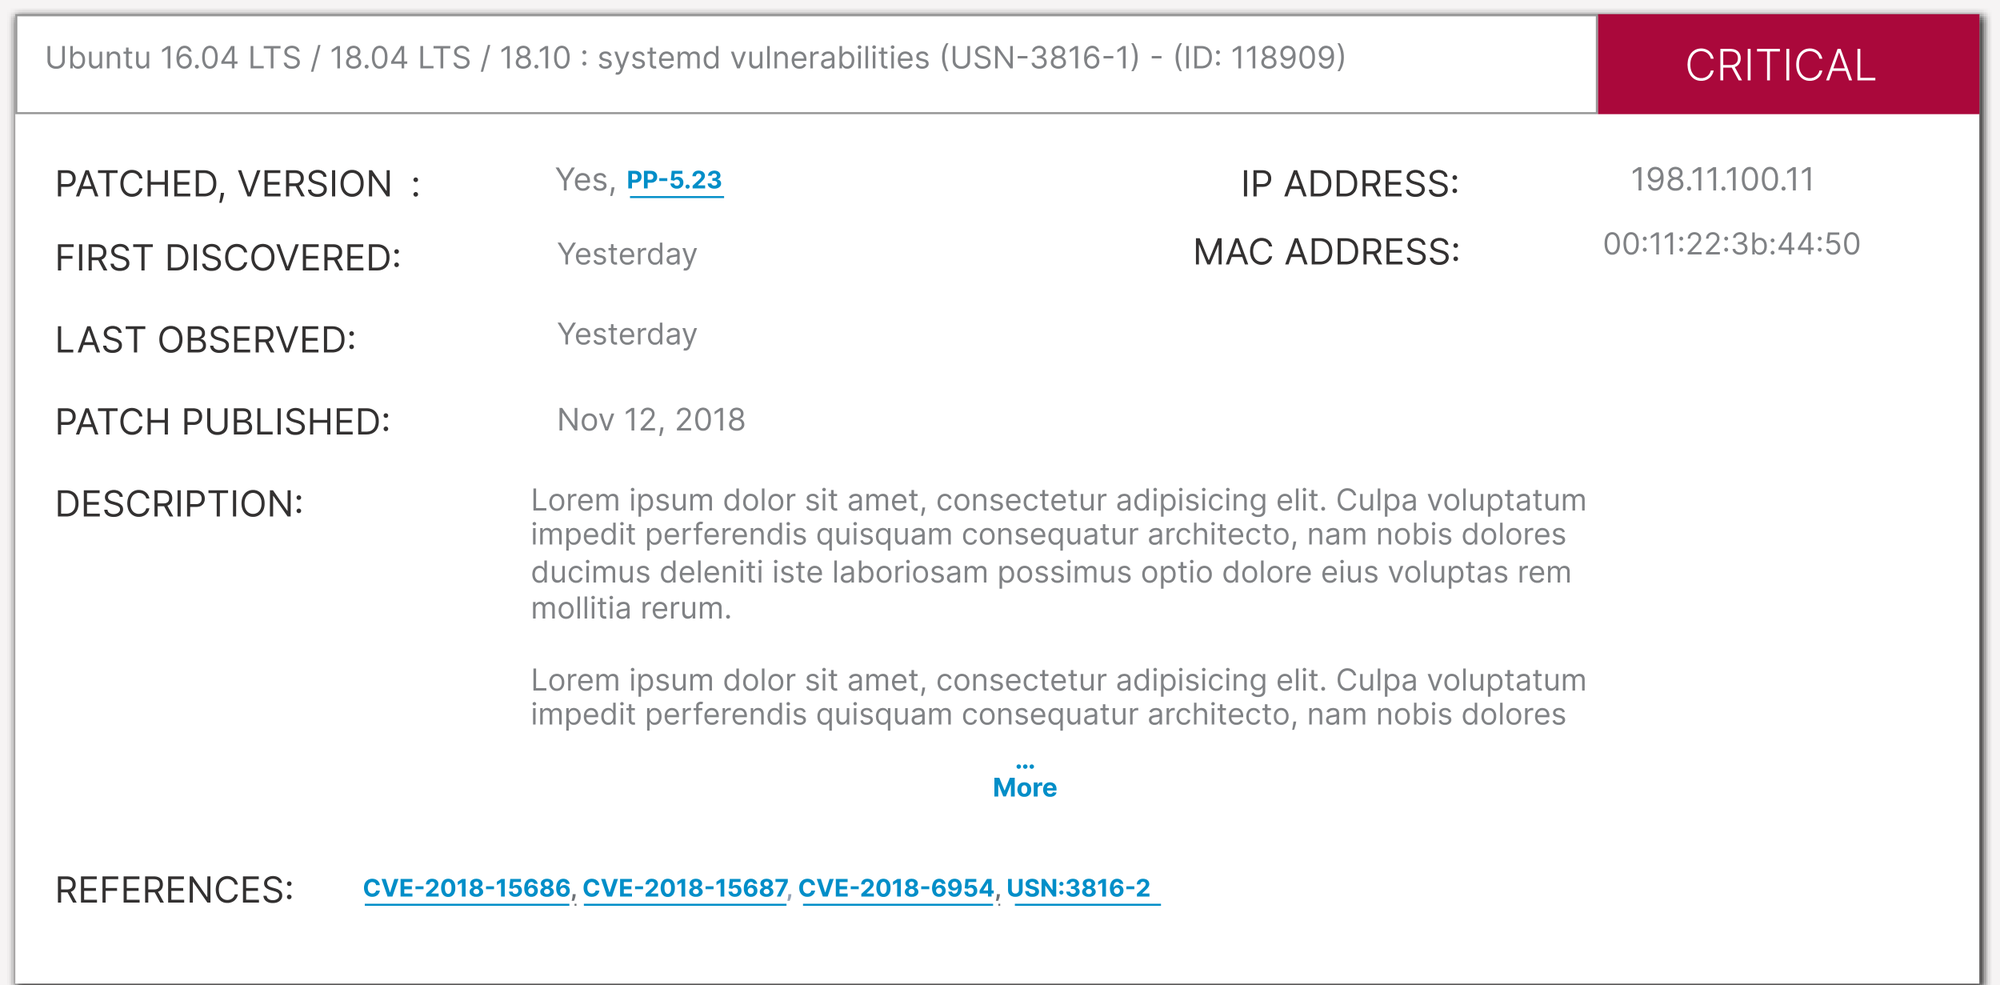 Ubuntu 16.04 LTS / 18.04 LTS / 18.10 : systemd vulnerabilities (USN-3816-1) - (ID: 118909)
CRITICAL
PATCHED, VERSION : Yes, PP-5.23
IP ADDRESS: 198.11.100.11
FIRST DISCOVERED: Yesterday
MAC ADDRESS: 00:11:22:3b:44:50
LAST OBSERVED: Yesterday
PATCH PUBLISHED: Nov 12, 2018
DESCRIPTION: Lorem ipsum dolor sit amet, consectetur adipisicing elit. Culpa voluptatum
impedit perferendis quisquam consequatur architecto, nam nobis dolores
ducimus deleniti iste laboriosam possimus optio dolore eius voluptas rem
mollitia rerum.
Lorem ipsum dolor sit amet, consectetur adipisicing elit. Culpa voluptatum
impedit perferendis quisquam consequatur architecto, nam nobis dolores
...
More
REFERENCES: CVE-2018-15686, CVE-2018-15687, CVE-2018-6954, USN:3816-2